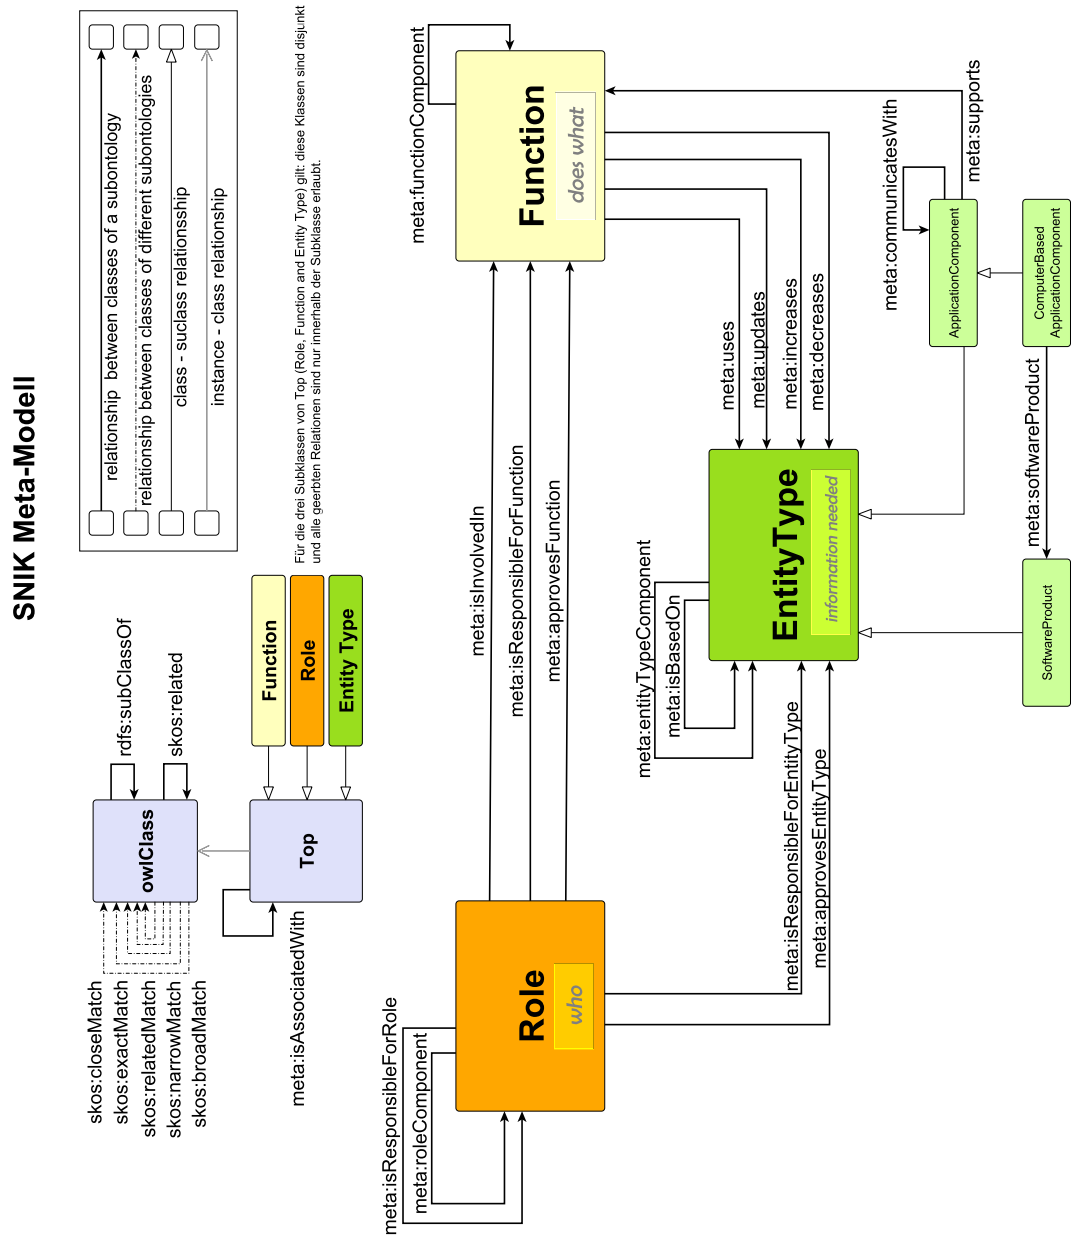 SNIK Meta-Modell
skos:closeMatch
skos:exactMatch
skos:relatedMatch
skos:narrowMatch
skos:broadMatch
owlClass
rdfs:subClassOf
skos:related
meta:isAssociatedWith
Top
Function
Role
Entity Type
relationship between classes of a subontology
relationship between classes of different subontologies
class - suclass relationsship
instance - class relationship
Für die drei Subklassen von Top (Role, Function and Entity Type) gilt: diese Klassen sind disjunkt
und alle geerbten Relationen sind nur innerhalb der Subklasse erlaubt.
meta:isResponsibleForRole
meta:roleComponent
Role
who
meta:isInvolvedIn
meta:isResponsibleForFunction
meta:approvesFunction
meta:functionComponent
Function
does what
meta:entityTypeComponent
meta:isBasedOn
meta:uses
meta:updates
meta:increases
meta:decreases
EntityType
information needed
meta:isResponsibleForEntityType
meta:approvesEntityType
meta:communicatesWith
meta:supports
ApplicationComponent
meta:softwareProduct
SoftwareProduct
ComputerBased
ApplicationComponent